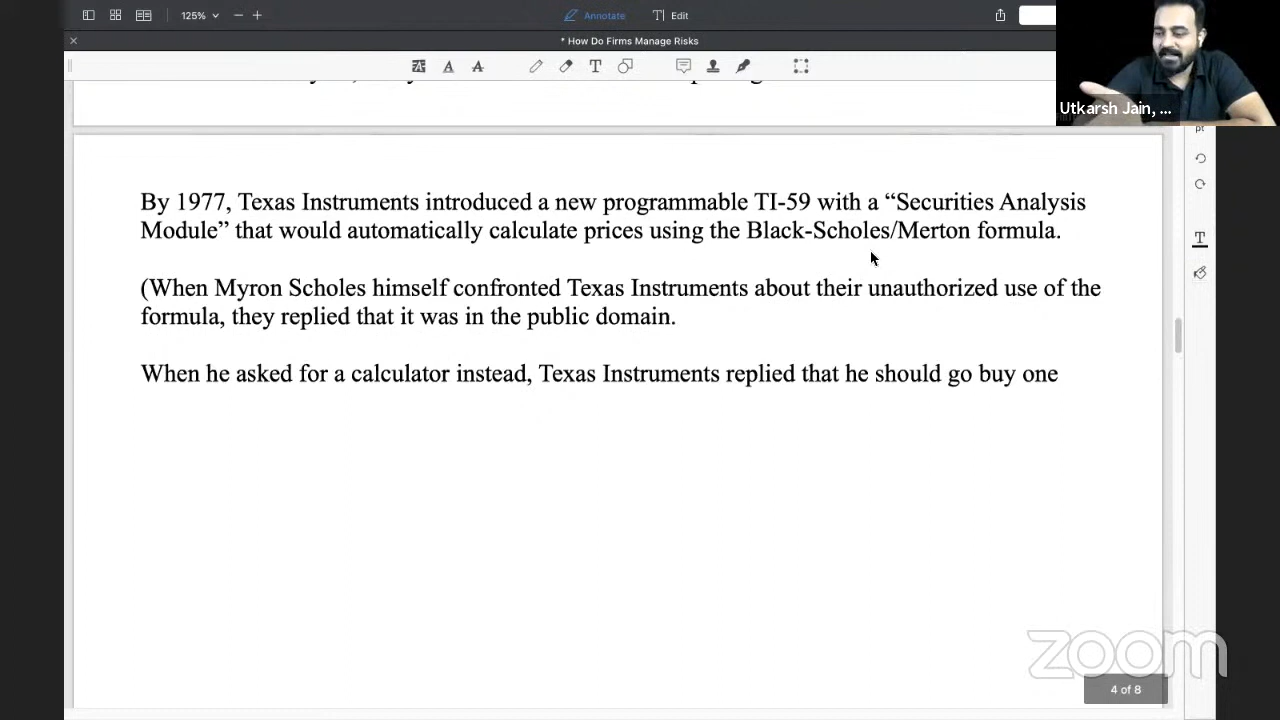 125%
Annotate
T Edit
* How Do Firms Manage Risks
Utkarsh Jain, ...
pt
By 1977, Texas Instruments introduced a new programmable TI-59 with a “Securities Analysis
Module” that would automatically calculate prices using the Black-Scholes/Merton formula.
(When Myron Scholes himself confronted Texas Instruments about their unauthorized use of the
formula, they replied that it was in the public domain.
When he asked for a calculator instead, Texas Instruments replied that he should go buy one
zoom
4 of 8